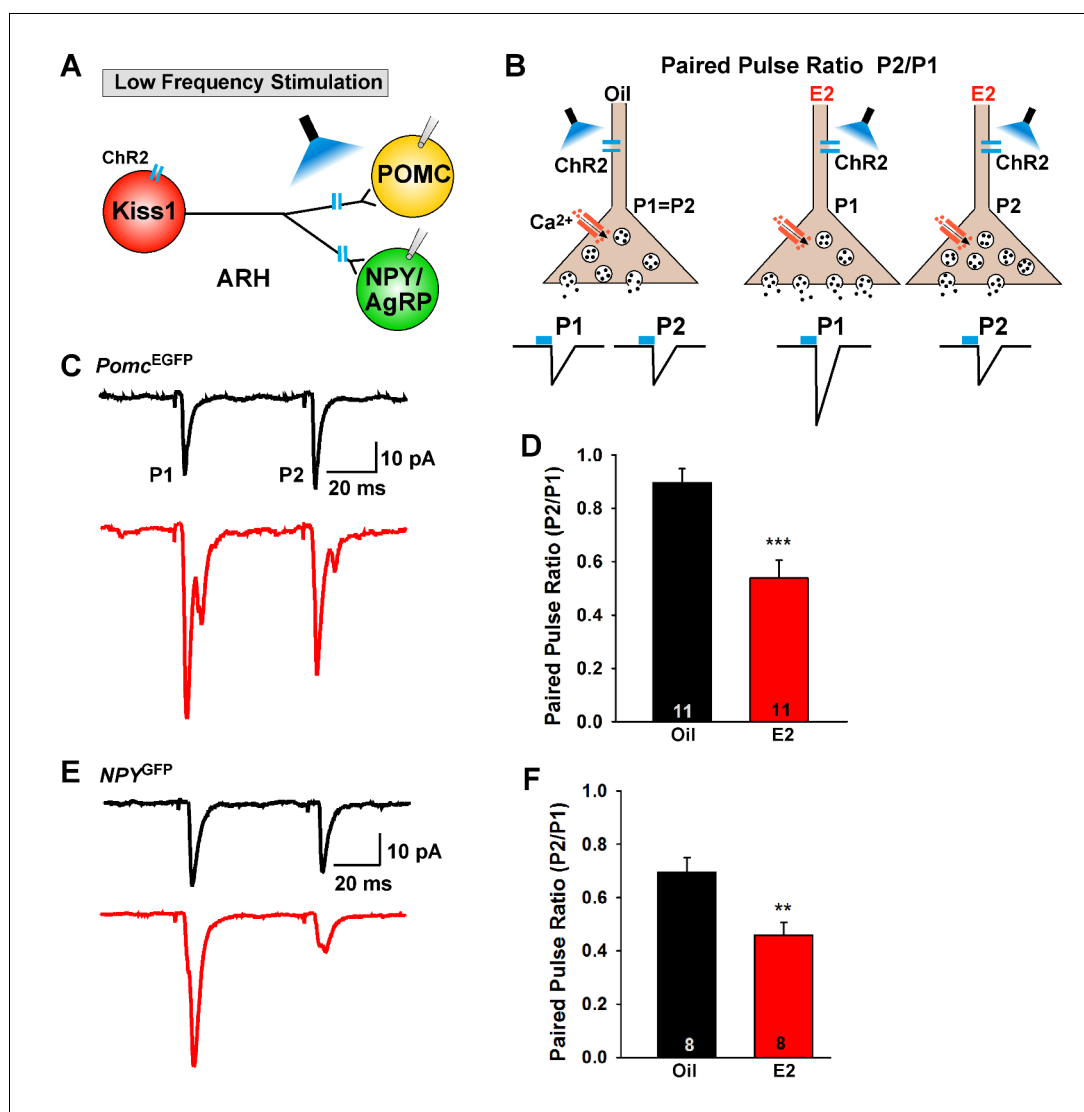 A
Low Frequency Stimulation
ChR2
Kiss1
POMC
NPY/
AgRP
ARH
B
Paired Pulse Ratio P2/P1
Oil
E2
E2
ChR2
ChR2
ChR2
Ca2+
P1=P2
P1
P2
P1
P2
P1
P2
C
PomcEGFP
P1
P2
10 pA
20 ms
D
Paired Pulse Ratio (P2/P1)
1.0
0.8
0.6
0.4
0.2
0.0
***
11
11
Oil
E2
E
NPYGFP
10 pA
20 ms
F
Paired Pulse Ratio (P2/P1)
1.0
0.8
0.6
0.4
0.2
0.0
**
8
8
Oil
E2